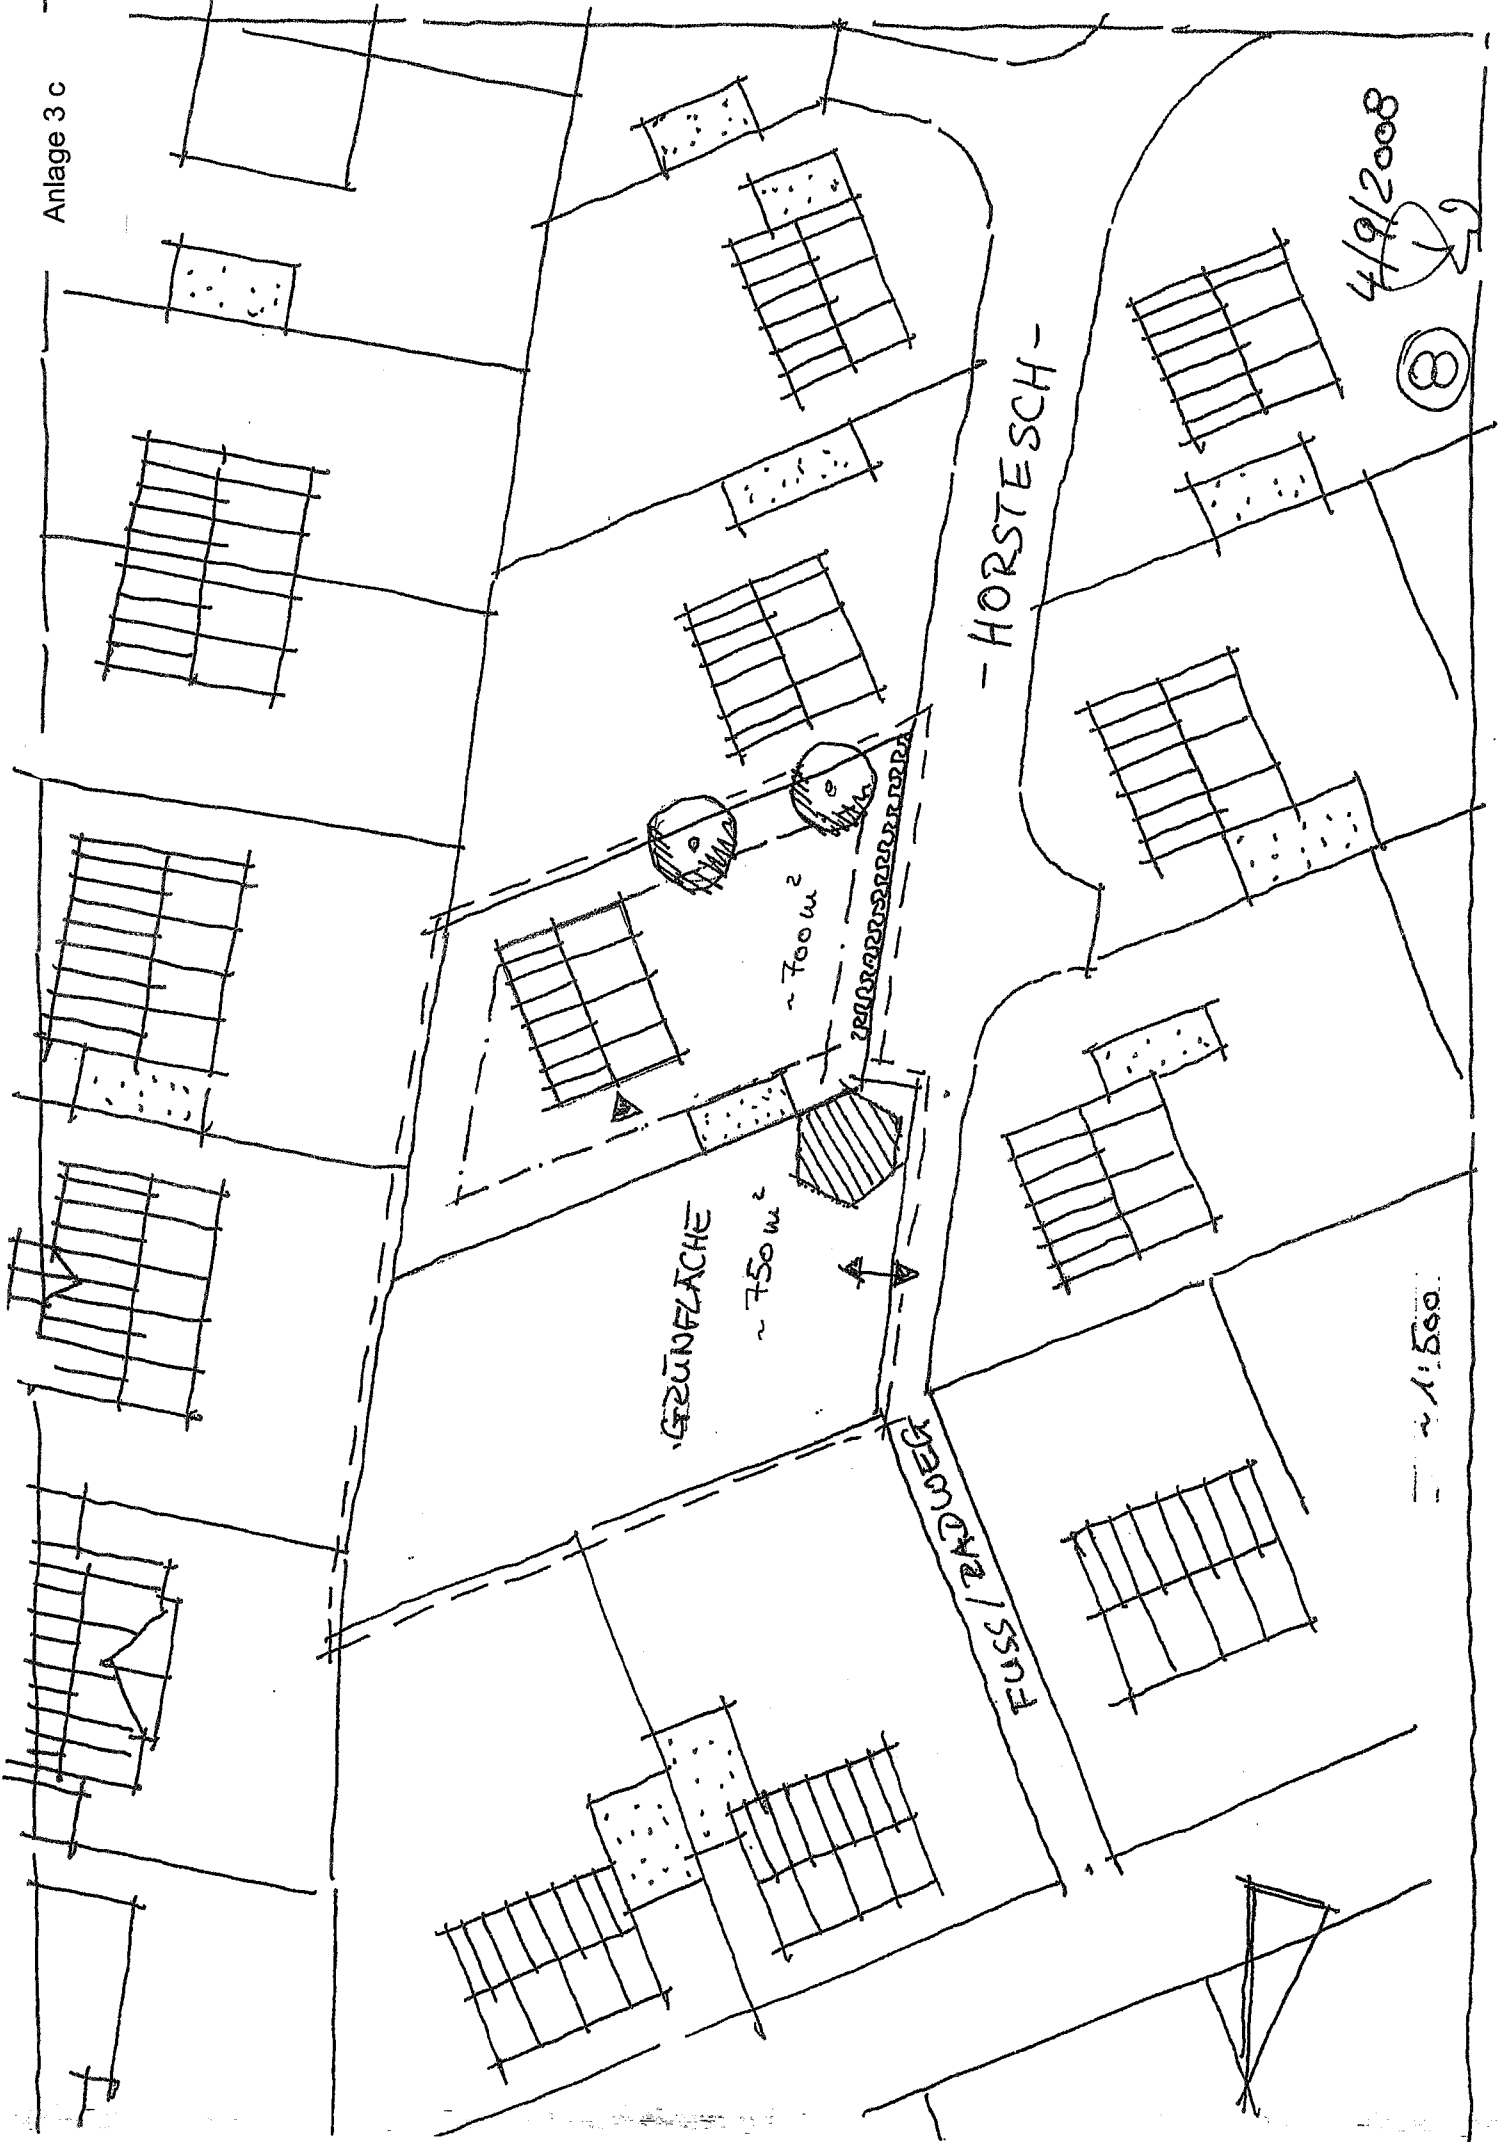 Anlage 3 c
4/9/2008
8
-HORSTESCH-
~ 700 m²
GRÜNFLÄCHE
~ 750 m²
FUSS/RADWEG
~ 1:500